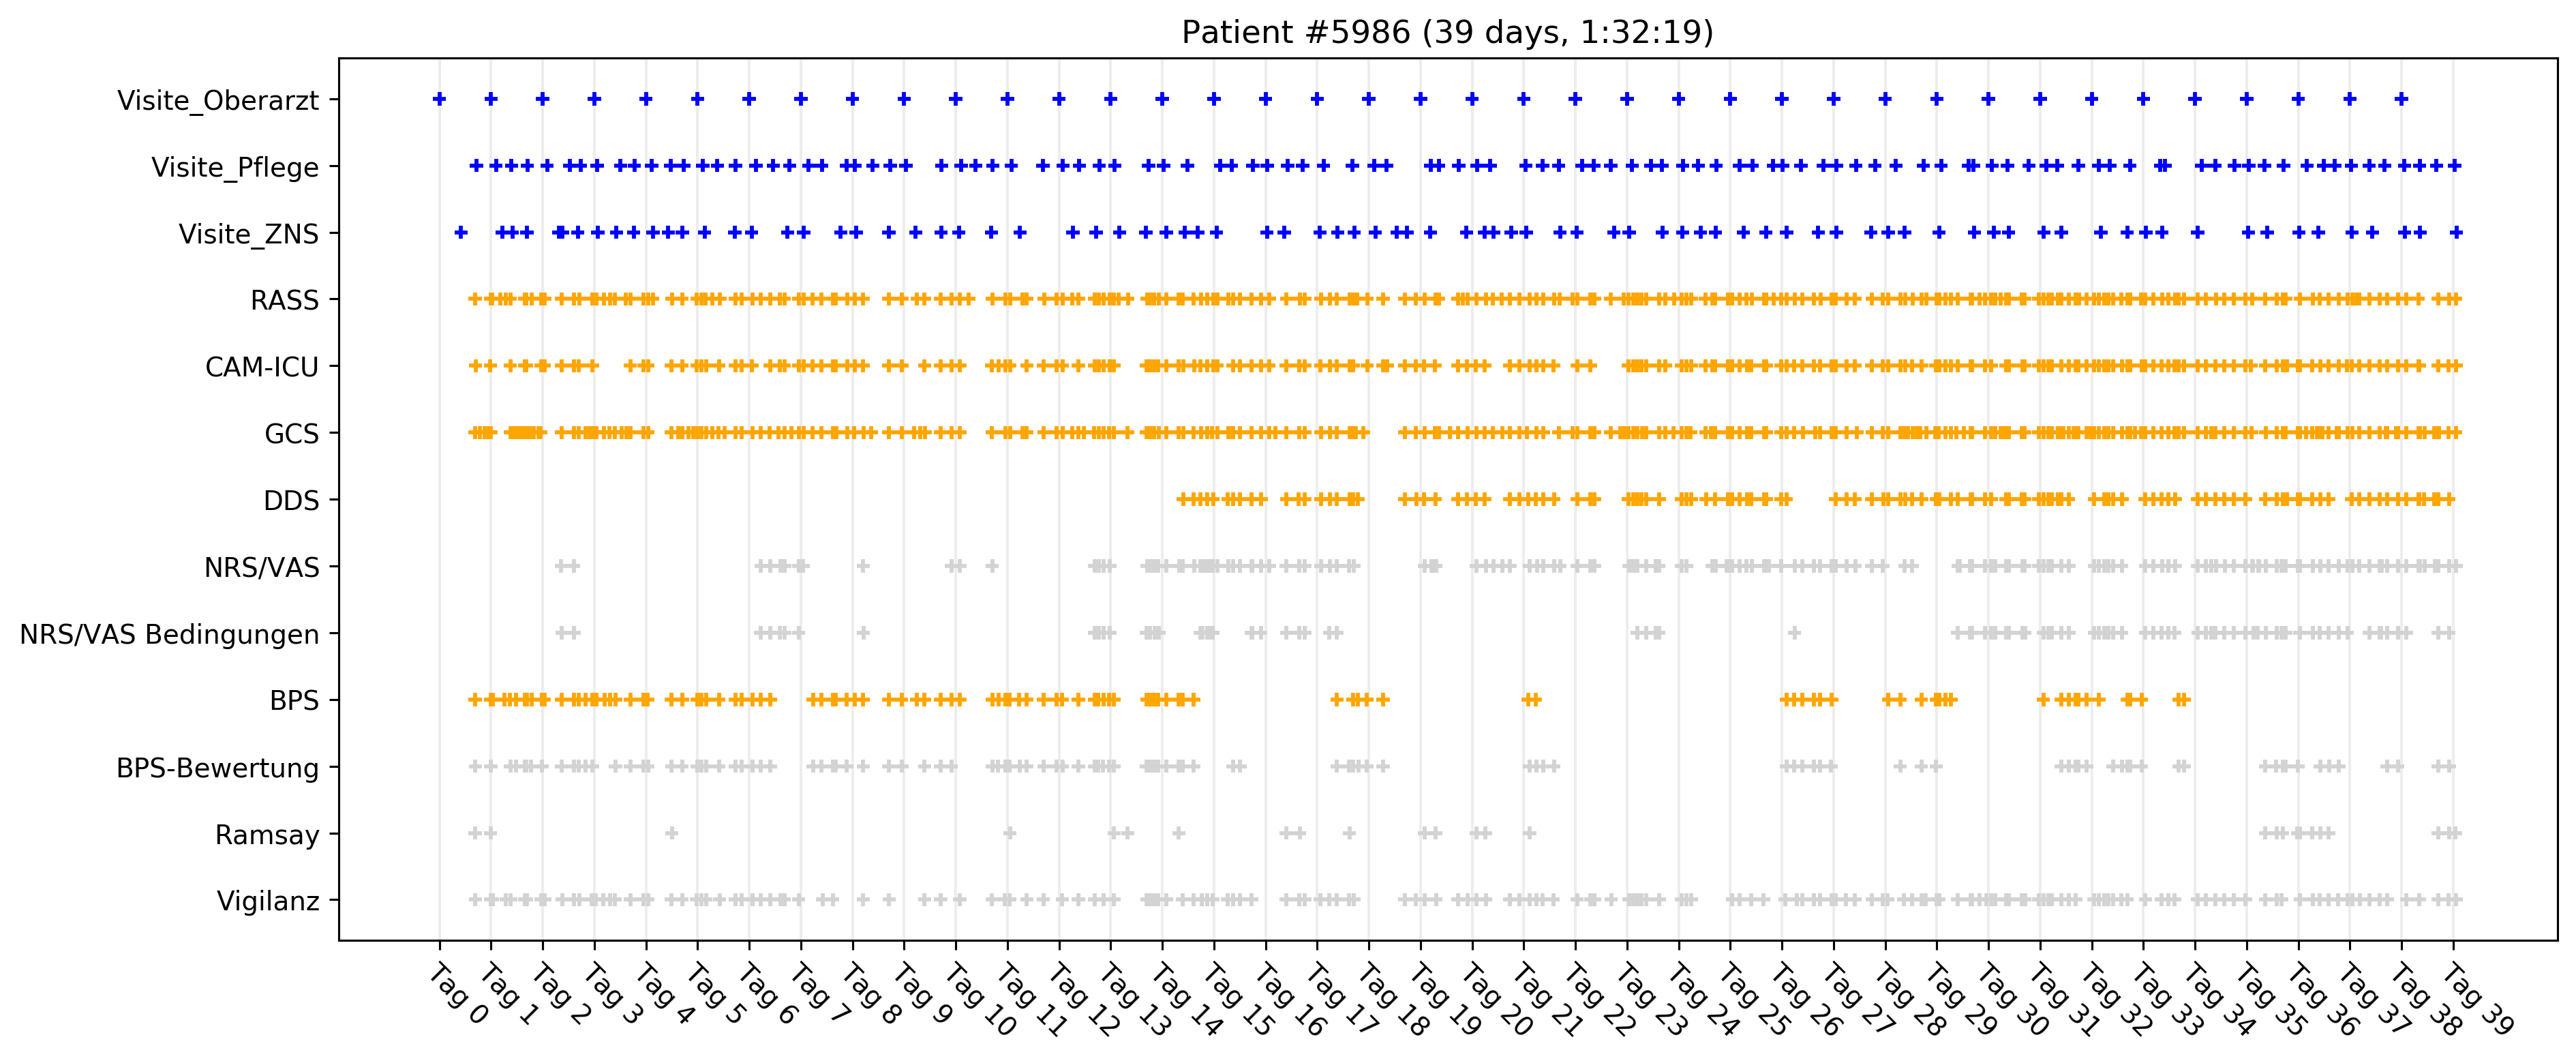 Patient #5986 (39 days, 1:32:19)
Visite_Oberarzt
Visite_Pflege
Visite_ZNS
RASS
CAM-ICU
GCS
DDS
NRS/VAS
NRS/VAS Bedingungen
BPS
BPS-Bewertung
Ramsay
Vigilanz
Tag 0
Tag 1
Tag 2
Tag 3
Tag 4
Tag 5
Tag 6
Tag 7
Tag 8
Tag 9
Tag 10
Tag 11
Tag 12
Tag 13
Tag 14
Tag 15
Tag 16
Tag 17
Tag 18
Tag 19
Tag 20
Tag 21
Tag 22
Tag 23
Tag 24
Tag 25
Tag 26
Tag 27
Tag 28
Tag 29
Tag 30
Tag 31
Tag 32
Tag 33
Tag 34
Tag 35
Tag 36
Tag 37
Tag 38
Tag 39